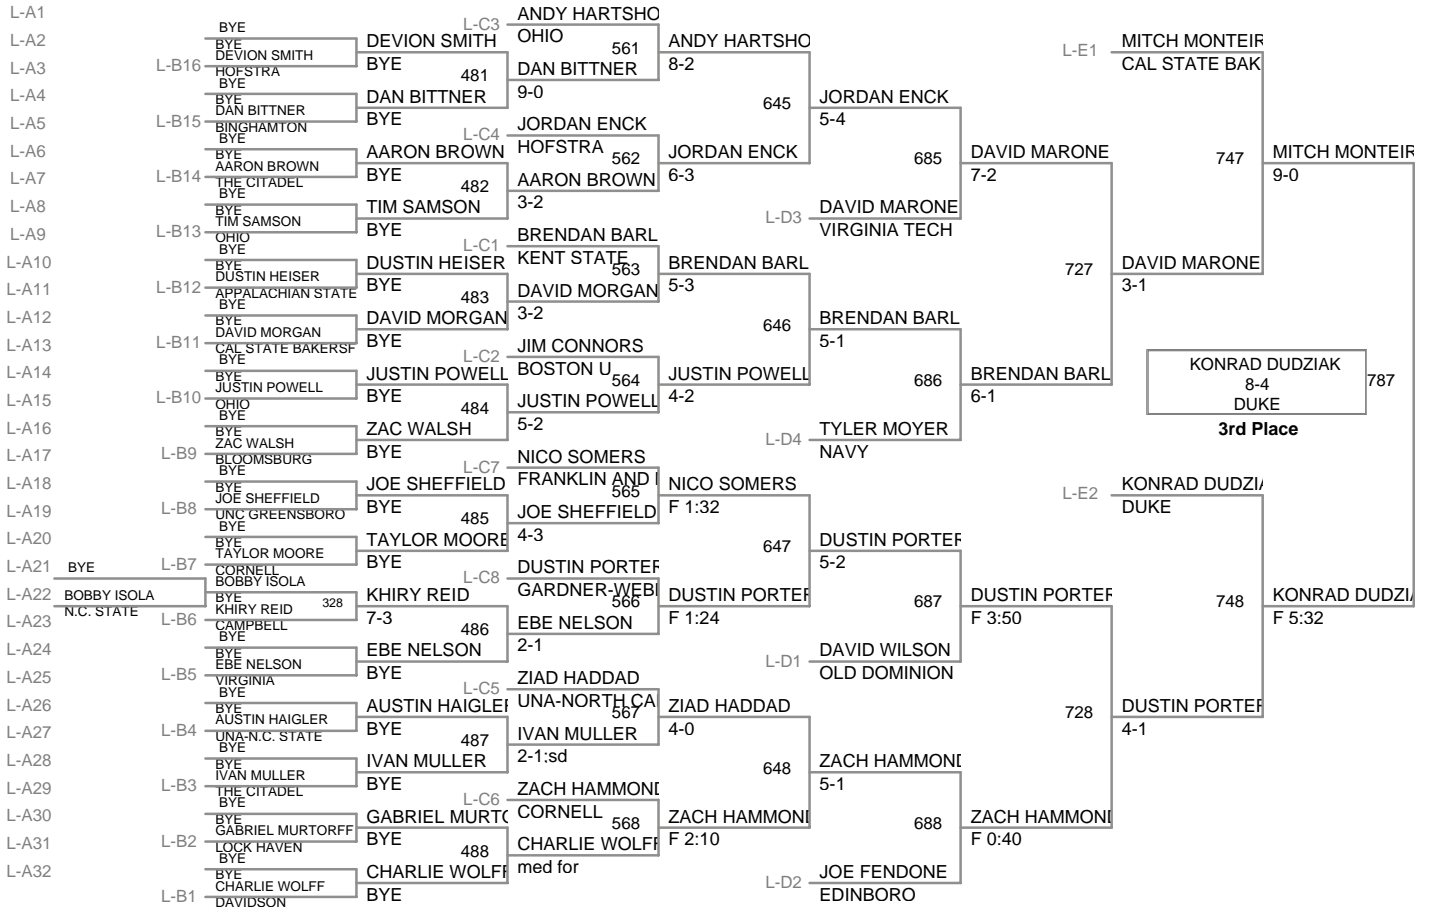 L-A1
L-A2
L-A3
L-A4
L-A5
L-A6
L-A7
L-A8
L-A9
L-A10
L-A11
L-A12
L-A13
L-A14
L-A15
L-A16
L-A17
L-A18
L-A19
L-A20
L-A21
L-A22
L-A23
L-A24
L-A25
L-A26
L-A27
L-A28
L-A29
L-A30
L-A31
L-A32
BYE
BOBBY ISOLA
N.C. STATE
BYE
BYE
L-B16
DEVION SMITH
HOFSTRA
BYE
BYE
L-B15
DAN BITTNER
BINGHAMTON
BYE
BYE
L-B14
AARON BROWN
THE CITADEL
BYE
BYE
L-B13
TIM SAMSON
OHIO
BYE
BYE
L-B12
DUSTIN HEISER
APPALACHIAN STATE
BYE
BYE
L-B11
DAVID MORGAN
CAL STATE BAKERSF
BYE
BYE
L-B10
JUSTIN POWELL
OHIO
BYE
BYE
L-B9
ZAC WALSH
BLOOMSBURG
BYE
BYE
L-B8
JOE SHEFFIELD
UNC GREENSBORO
BYE
BYE
L-B7
TAYLOR MOORE
CORNELL
BOBBY ISOLA
BYE
328
L-B6
KHIRY REID
CAMPBELL
BYE
BYE
L-B5
EBE NELSON
VIRGINIA
BYE
BYE
L-B4
AUSTIN HAIGLER
UNA-N.C. STATE
BYE
BYE
L-B3
IVAN MULLER
THE CITADEL
BYE
BYE
L-B2
GABRIEL MURTORFF
LOCK HAVEN
BYE
BYE
L-B1
CHARLIE WOLFF
DAVIDSON
DEVION SMITH
BYE
481
DAN BITTNER
BYE
AARON BROWN
BYE
482
TIM SAMSON
BYE
DUSTIN HEISER
BYE
483
DAVID MORGAN
BYE
JUSTIN POWELL
BYE
484
ZAC WALSH
BYE
JOE SHEFFIELD
BYE
485
TAYLOR MOORE
BYE
KHIRY REID
7-3
486
EBE NELSON
BYE
AUSTIN HAIGLER
BYE
487
IVAN MULLER
BYE
GABRIEL MURTO
BYE
488
CHARLIE WOLFF
BYE
L-C3
ANDY HARTSHO
OHIO
561
DAN BITTNER
9-0
L-C4
JORDAN ENCK
HOFSTRA
562
AARON BROWN
3-2
L-C1
BRENDAN BARL
KENT STATE
563
DAVID MORGAN
3-2
L-C2
JIM CONNORS
BOSTON U
564
JUSTIN POWELL
5-2
L-C7
NICO SOMERS
FRANKLIN AND
565
JOE SHEFFIELD
4-3
L-C8
DUSTIN PORTER
GARDNER-WEB
566
EBE NELSON
2-1
L-C5
ZIAD HADDAD
UNA-NORTH CA
567
IVAN MULLER
2-1;sd
L-C6
ZACH HAMMOND
CORNELL
568
CHARLIE WOLFF
med for
ANDY HARTSHO
8-2
645
JORDAN ENCK
6-3
BRENDAN BARL
5-3
646
JUSTIN POWELL
4-2
NICO SOMERS
F 1:32
647
DUSTIN PORTER
F 1:24
ZIAD HADDAD
4-0
648
ZACH HAMMOND
F 2:10
JORDAN ENCK
5-4
685
L-D3
DAVID MARONE
VIRGINIA TECH
BRENDAN BARL
5-1
686
L-D4
TYLER MOYER
NAVY
DUSTIN PORTER
5-2
687
L-D1
DAVID WILSON
OLD DOMINION
ZACH HAMMOND
5-1
688
L-D2
JOE FENDONE
EDINBORO
DAVID MARONE
7-2
727
BRENDAN BARL
6-1
DUSTIN PORTER
F 3:50
728
ZACH HAMMOND
F 0:40
L-E1
MITCH MONTEIR
CAL STATE BAK
747
DAVID MARONE
3-1
L-E2
KONRAD DUDZIA
DUKE
748
DUSTIN PORTER
4-1
MITCH MONTEIR
9-0
KONRAD DUDZIAK
8-4
DUKE
787
3rd Place
KONRAD DUDZIA
F 5:32